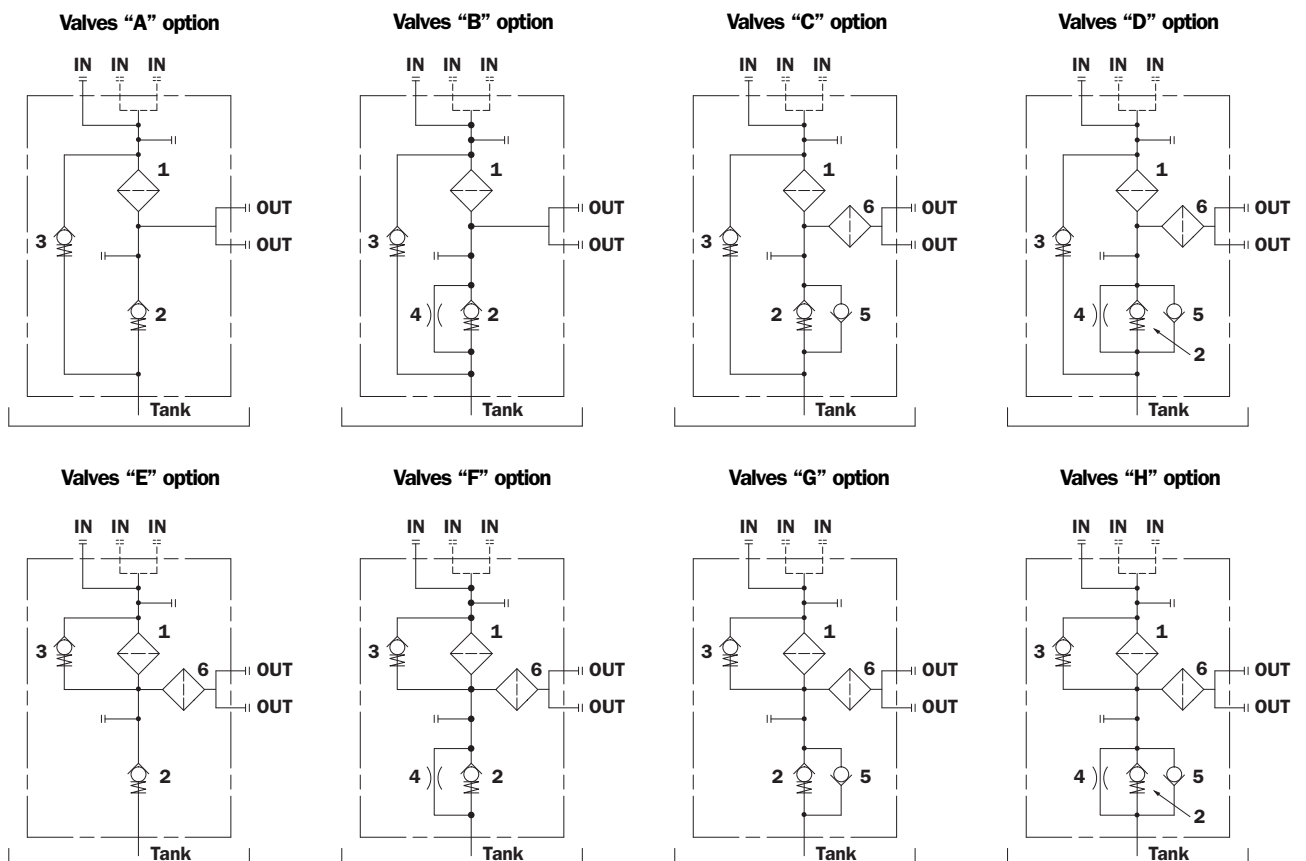 Valves “A” option
IN IN IN
1
OUT
3
OUT
2
Tank
Valves “B” option
IN IN IN
1
OUT
3
OUT
4 2
Tank
Valves “C” option
IN IN IN
1
6
OUT
3
OUT
2 5
Tank
Valves “D” option
IN IN IN
1
6
OUT
3
OUT
4 5
2
Tank
Valves “E” option
IN IN IN
1
3
6
OUT
OUT
2
Tank
Valves “F” option
IN IN IN
1
3
6
OUT
OUT
4 2
Tank
Valves “G” option
IN IN IN
1
3
6
OUT
OUT
2 5
Tank
Valves “H” option
IN IN IN
1
3
6
OUT
OUT
4 5
2
Tank